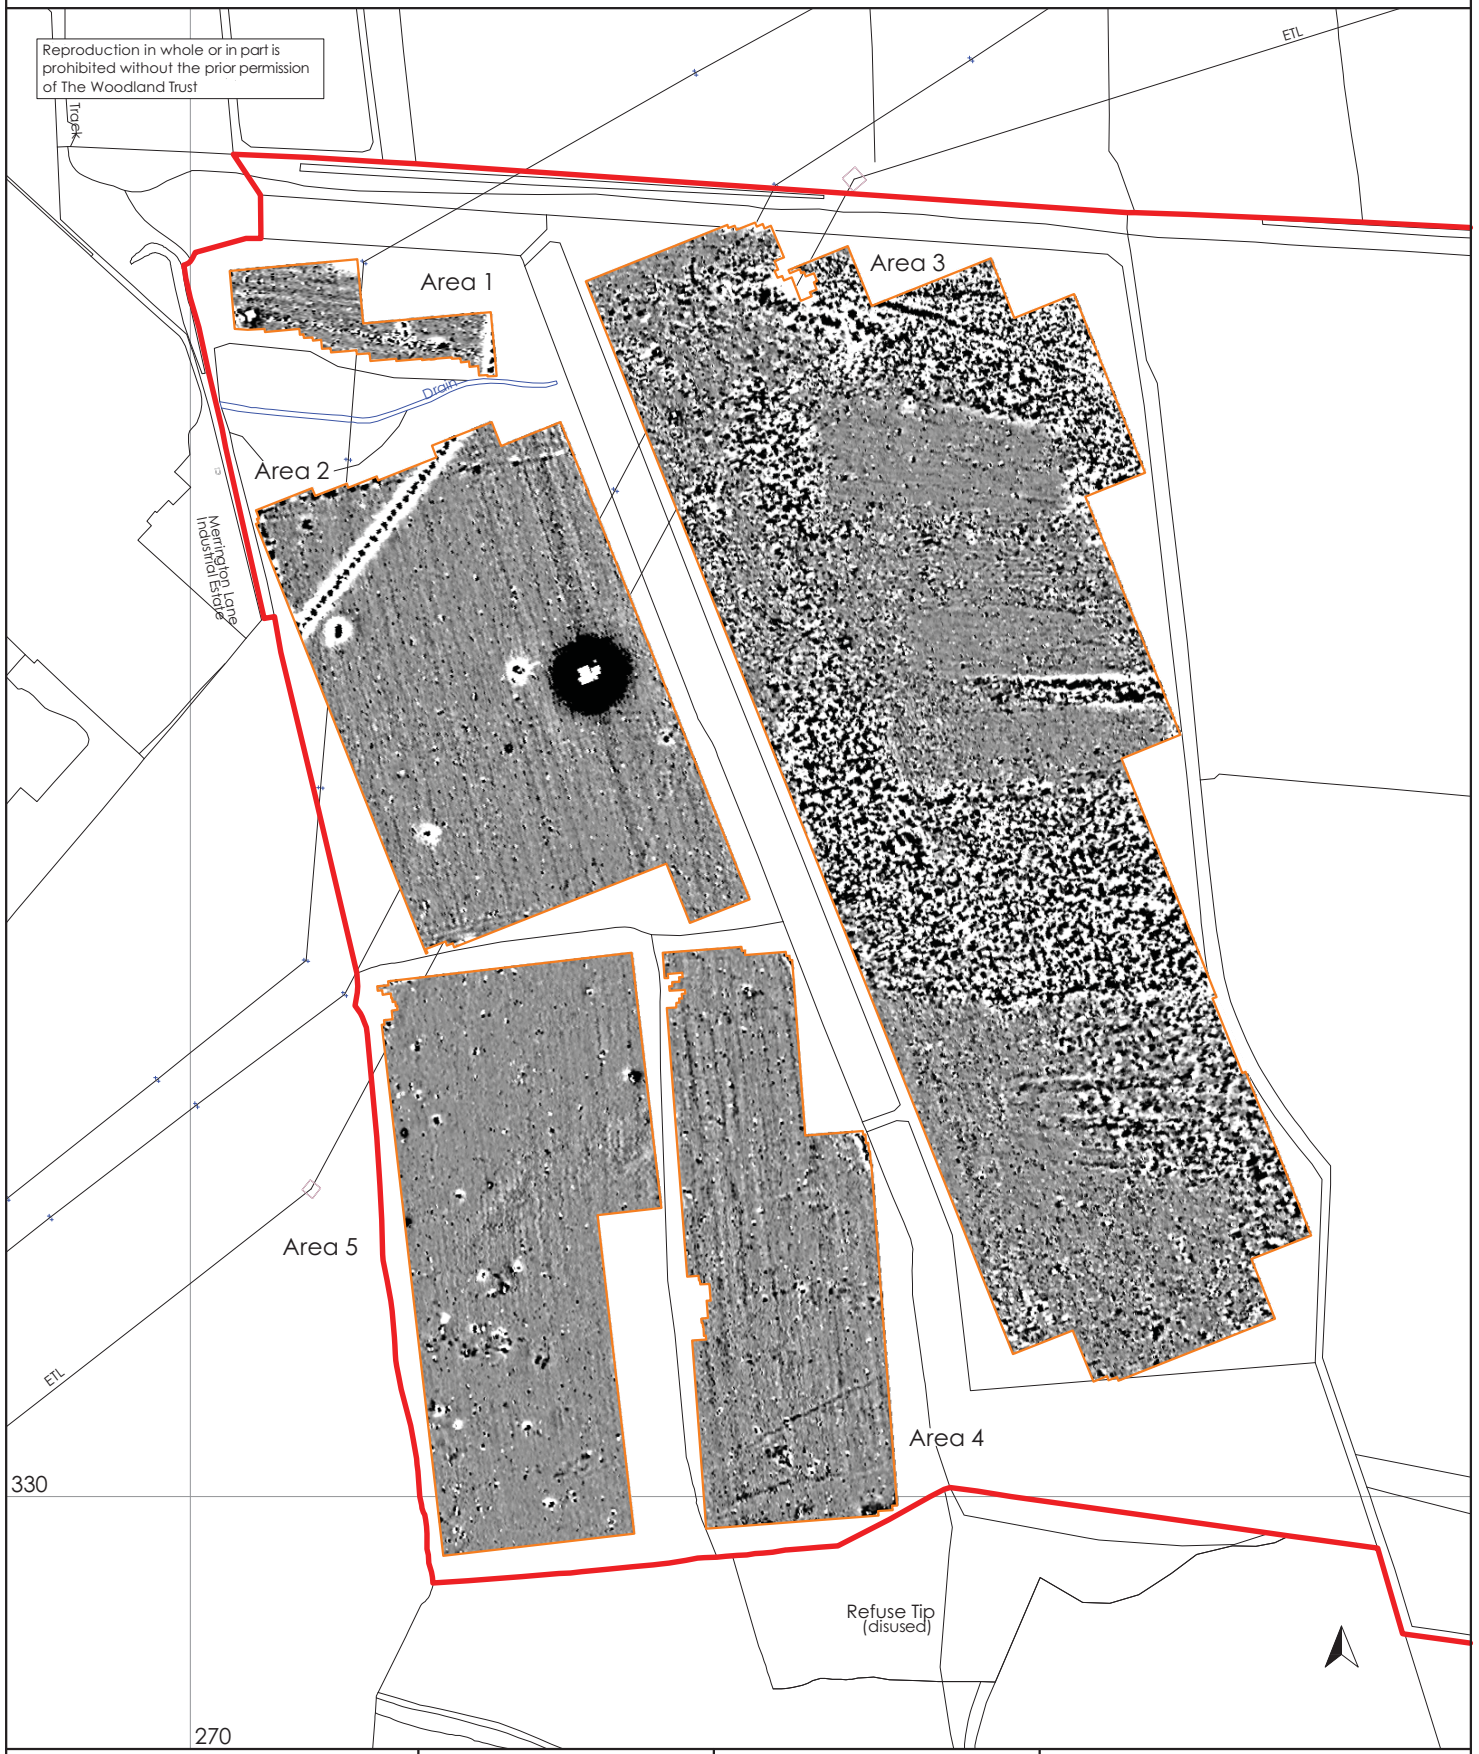 Reproduction in whole or in part is
prohibited without the prior permission
of The Woodland Trust
ETL
Track
Area 1
Area 3
Drain
Area 2
Merrington Lane
Industrial Estate
Area 5
ETL
Area 4
330
Refuse Tip
(disused)
270